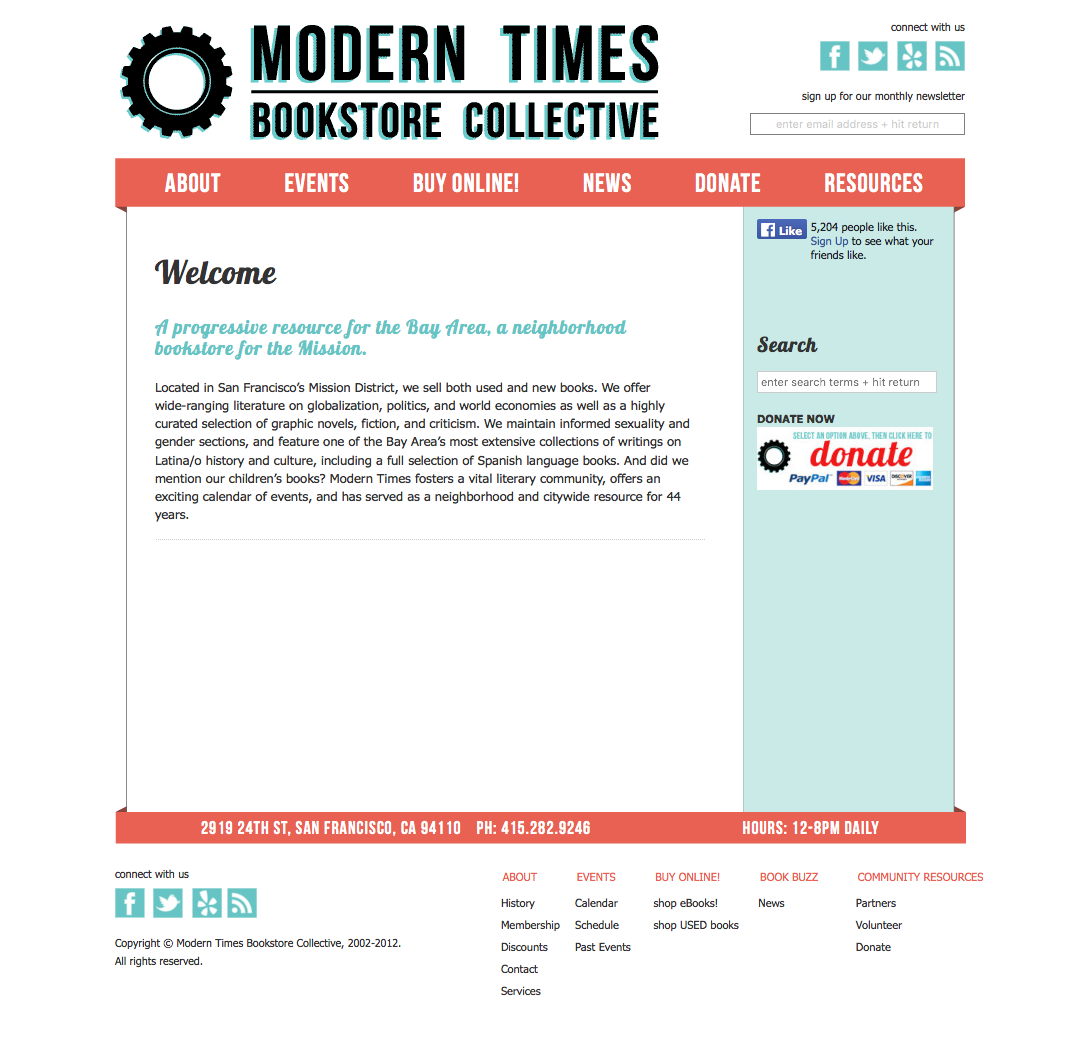 MODERN TIMES
BOOKSTORE COLLECTIVE
connect with us
sign up for our monthly newsletter
enter email address + hit return
ABOUT
EVENTS
BUY ONLINE!
NEWS
DONATE
RESOURCES
Welcome
A progressive resource for the Bay Area, a neighborhood
bookstore for the Mission.
Located in San Francisco's Mission District, we sell both used and new books. We offer
wide-ranging literature on globalization, politics, and world economies as well as a highly
curated selection of graphic novels, fiction, and criticism. We maintain informed sexuality and
gender sections, and feature one of the Bay Area's most extensive collections of writings on
Latina/o history and culture, including a full selection of Spanish language books. And did we
mention our children's books? Modern Times fosters a vital literary community, offers an
exciting calendar of events, and has served as a neighborhood and citywide resource for 44
years.
Like
5,204 people like this.
Sign Up to see what your
friends like.
Search
enter search terms + hit return
DONATE NOW
SELECT AN OPTION ABOVE, THEN CLICK HERE TO
donate
PayPal MasterCard VISA DISCOVER
2919 24TH ST, SAN FRANCISCO, CA 94110 PH: 415.282.9246
HOURS: 12-8PM DAILY
connect with us
Copyright © Modern Times Bookstore Collective, 2002-2012.
All rights reserved.
ABOUT
History
Membership
Discounts
Contact
Services
EVENTS
Calendar
Schedule
Past Events
BUY ONLINE!
shop eBooks!
shop USED books
BOOK BUZZ
News
COMMUNITY RESOURCES
Partners
Volunteer
Donate